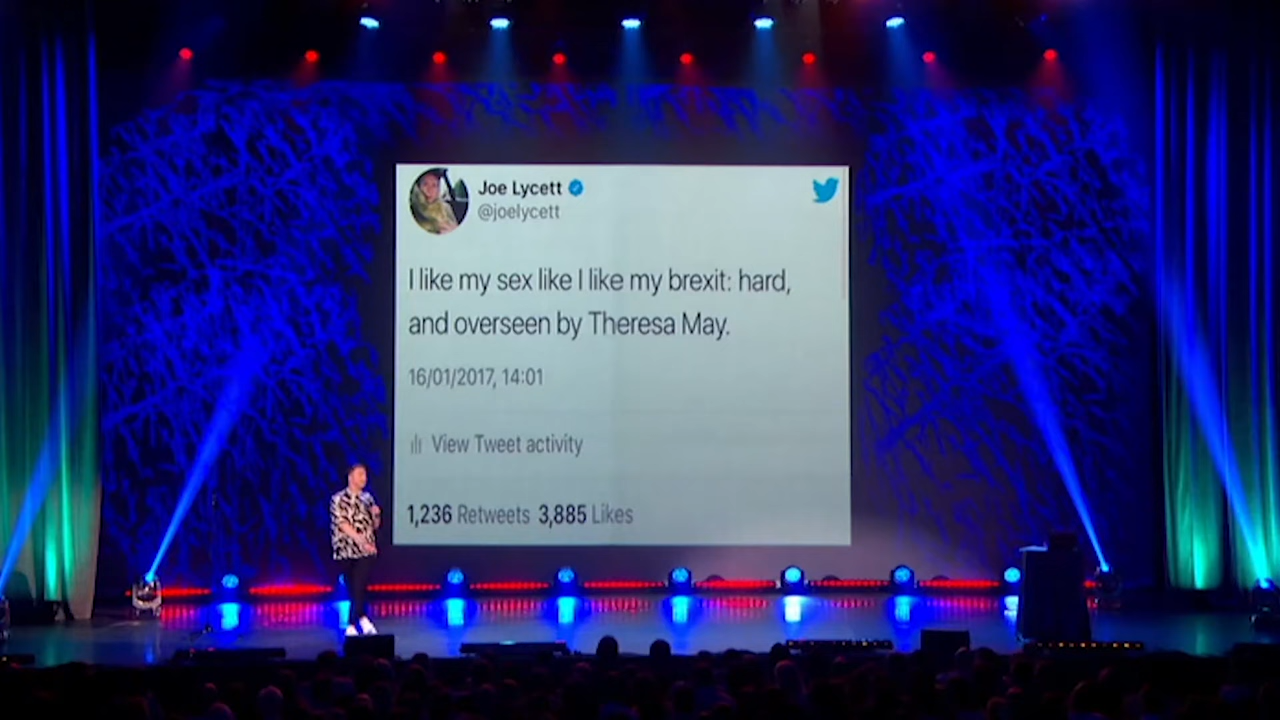 Joe Lycett
@joelycett
I like my sex like I like my brexit: hard,
and overseen by Theresa May.
16/01/2017, 14:01
View Tweet activity
1,236 Retweets 3,885 Likes